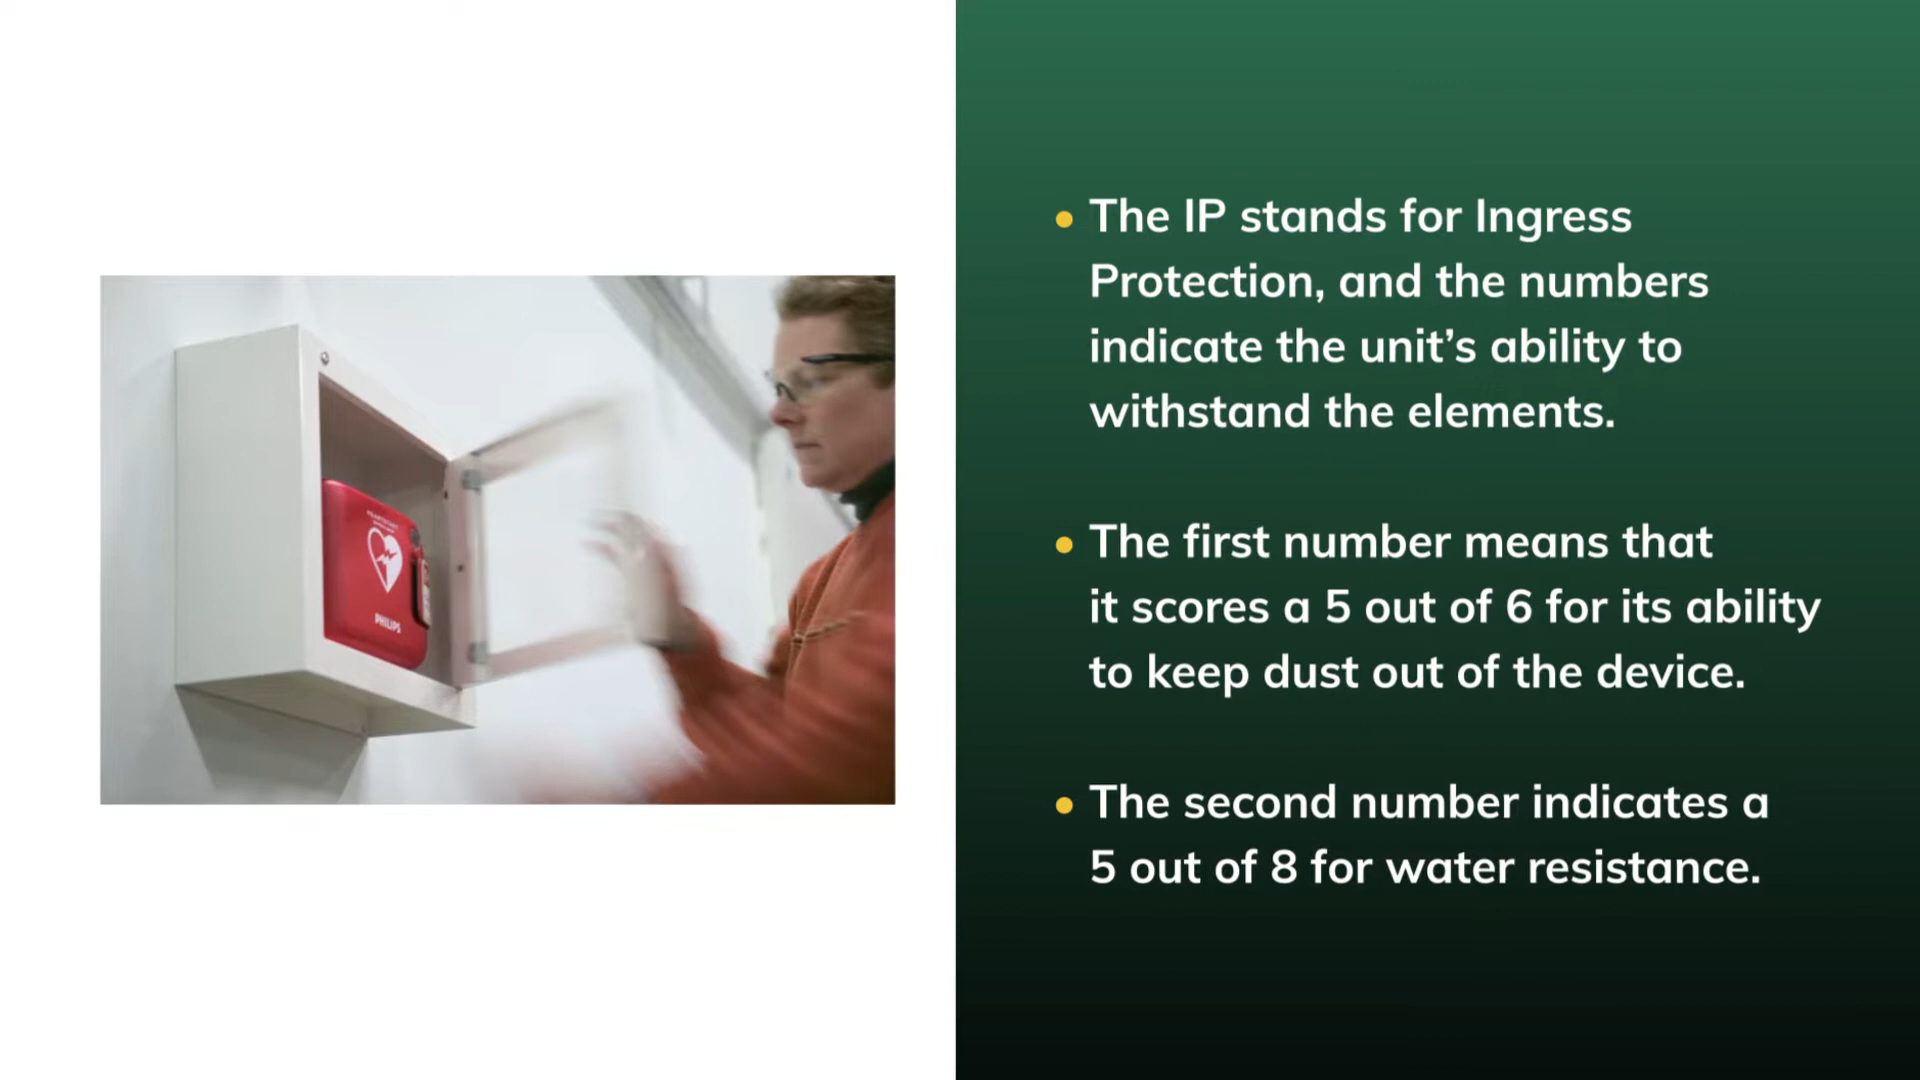 HEARTSTART
PHILIPS
• The IP stands for Ingress
Protection, and the numbers
indicate the unit’s ability to
withstand the elements.
• The first number means that
it scores a 5 out of 6 for its ability
to keep dust out of the device.
• The second number indicates a
5 out of 8 for water resistance.